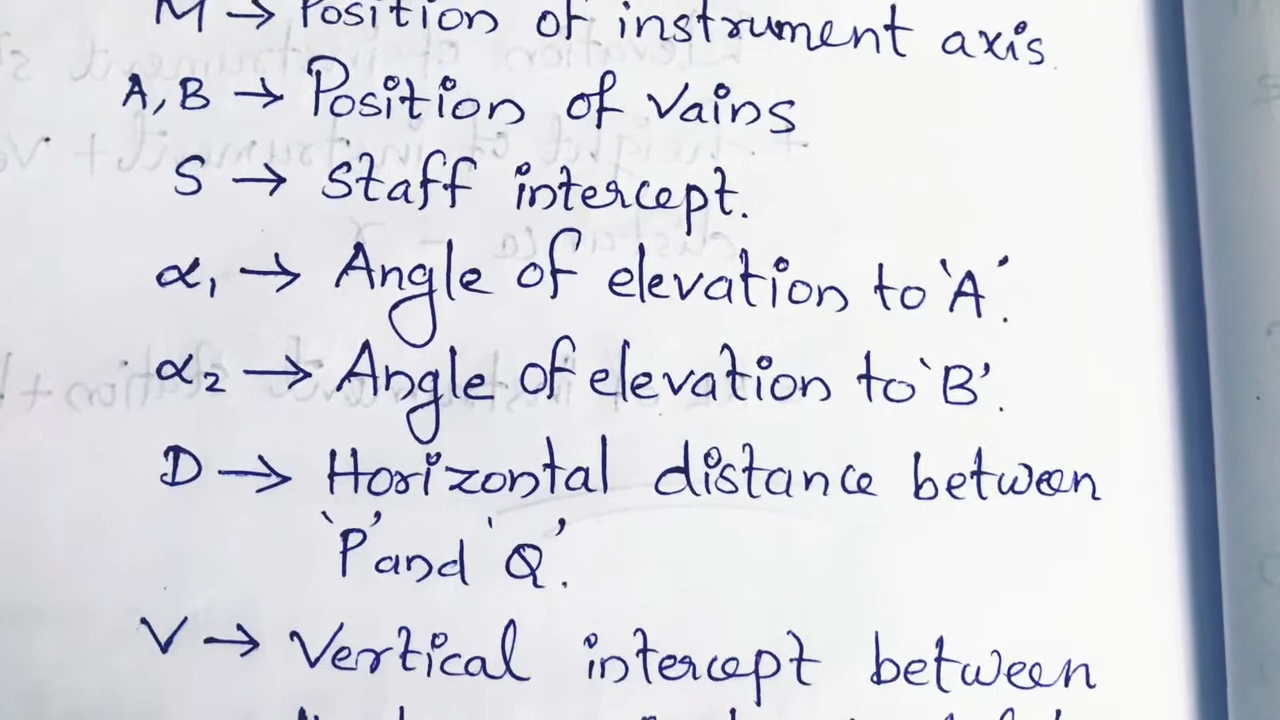 M → Position of instrument axis.
A, B → Position of Vains
S → Staff intercept.
α₁ → Angle of elevation to 'A'.
α₂ → Angle of elevation to 'B'.
D → Horizontal distance between
'P' and 'Q'.
V → Vertical intercept between